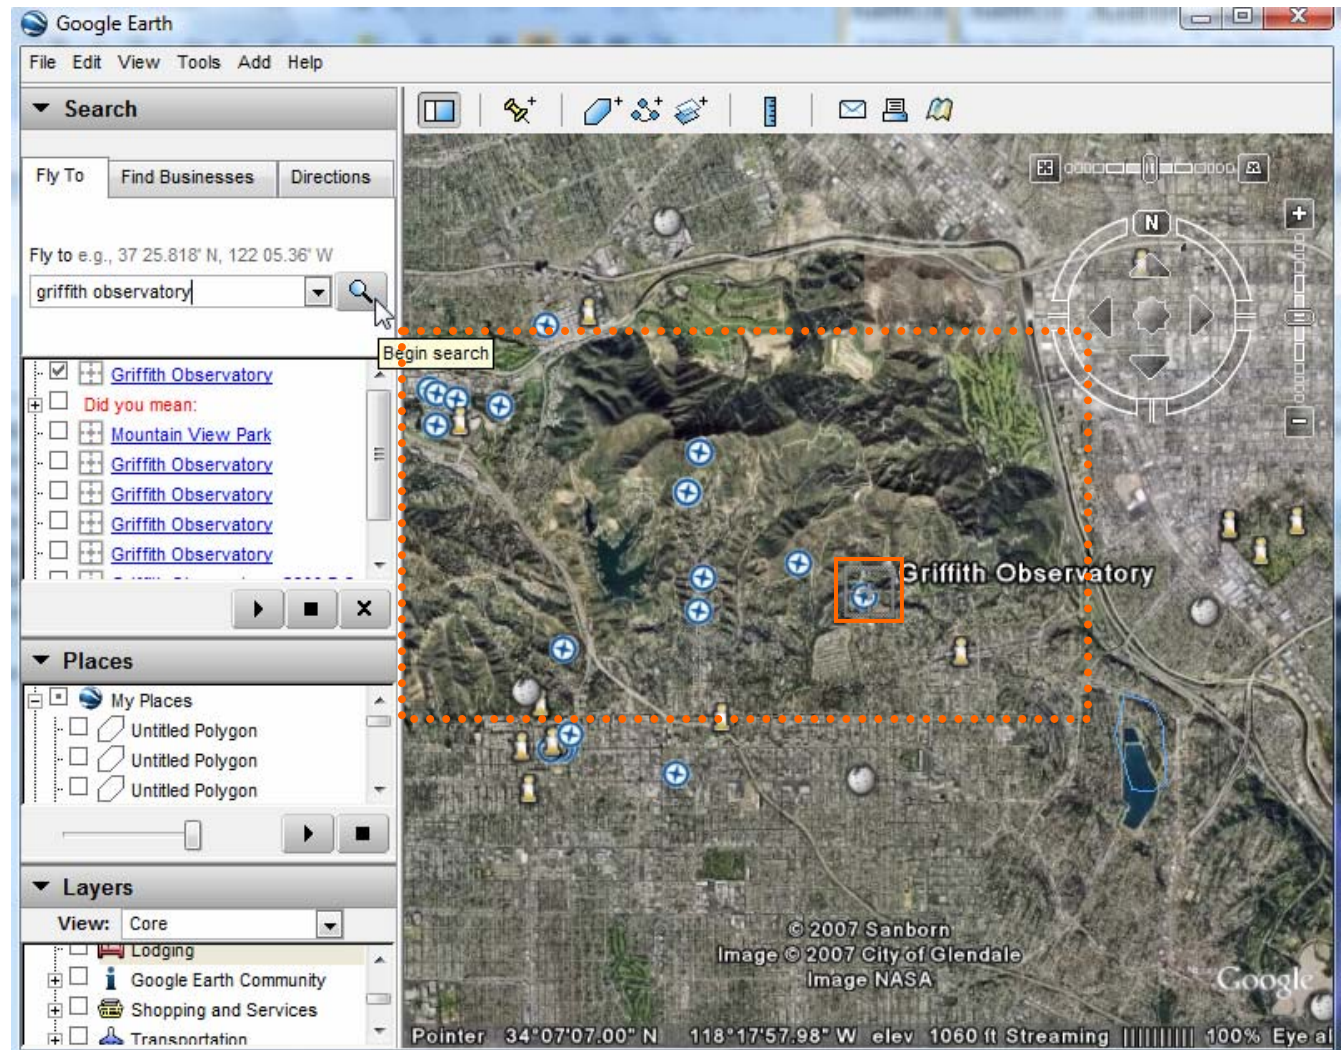 Google Earth
File Edit View Tools Add Help
Search
Fly To Find Businesses Directions
Fly to e.g., 37 25.818' N, 122 05.36' W
griffith observatory
Begin search
Griffith Observatory
Did you mean:
Mountain View Park
Griffith Observatory
Griffith Observatory
Griffith Observatory
Griffith Observatory
Places
My Places
Untitled Polygon
Untitled Polygon
Untitled Polygon
Layers
View: Core
Lodging
Google Earth Community
Shopping and Services
Transportation
N
Griffith Observatory
© 2007 Sanborn
Image © 2007 City of Glendale
Image NASA
Google
Pointer 34°07'07.00" N 118°17'57.98" W elev 1060 ft Streaming |||||||||| 100% Eye al